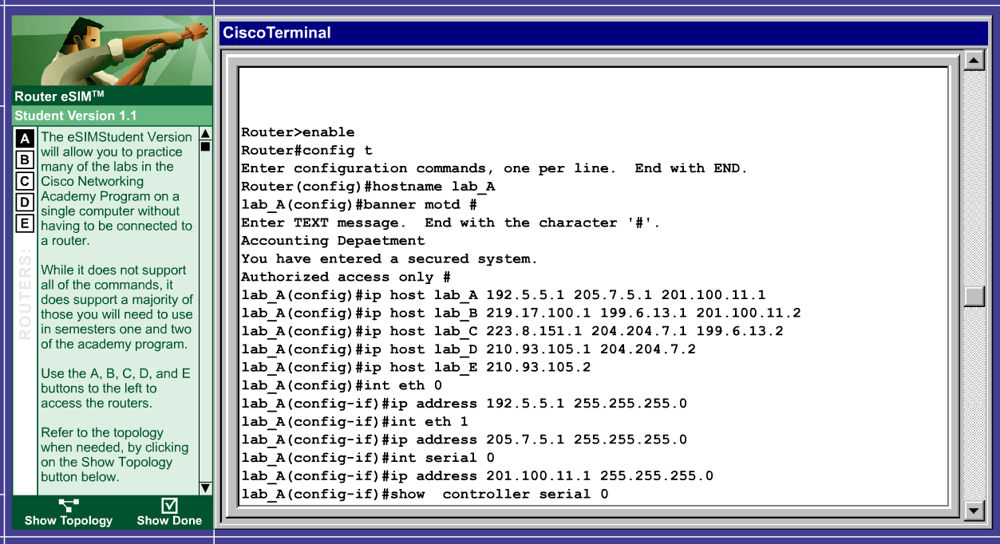 Router eSIM™
Student Version 1.1
A
B
C
D
E
ROUTERS:
The eSIMStudent Version
will allow you to practice
many of the labs in the
Cisco Networking
Academy Program on a
single computer without
having to be connected to
a router.
While it does not support
all of the commands, it
does support a majority of
those you will need to use
in semesters one and two
of the academy program.
Use the A, B, C, D, and E
buttons to the left to
access the routers.
Refer to the topology
when needed, by clicking
on the Show Topology
button below.
Show Topology
Show Done
CiscoTerminal
Router>enable
Router#config t
Enter configuration commands, one per line.  End with END.
Router(config)#hostname lab_A
lab_A(config)#banner motd #
Enter TEXT message.  End with the character '#'.
Accounting Depaetment
You have entered a secured system.
Authorized access only #
lab_A(config)#ip host lab_A 192.5.5.1 205.7.5.1 201.100.11.1
lab_A(config)#ip host lab_B 219.17.100.1 199.6.13.1 201.100.11.2
lab_A(config)#ip host lab_C 223.8.151.1 204.204.7.1 199.6.13.2
lab_A(config)#ip host lab_D 210.93.105.1 204.204.7.2
lab_A(config)#ip host lab_E 210.93.105.2
lab_A(config)#int eth 0
lab_A(config-if)#ip address 192.5.5.1 255.255.255.0
lab_A(config-if)#int eth 1
lab_A(config-if)#ip address 205.7.5.1 255.255.255.0
lab_A(config-if)#int serial 0
lab_A(config-if)#ip address 201.100.11.1 255.255.255.0
lab_A(config-if)#show  controller serial 0